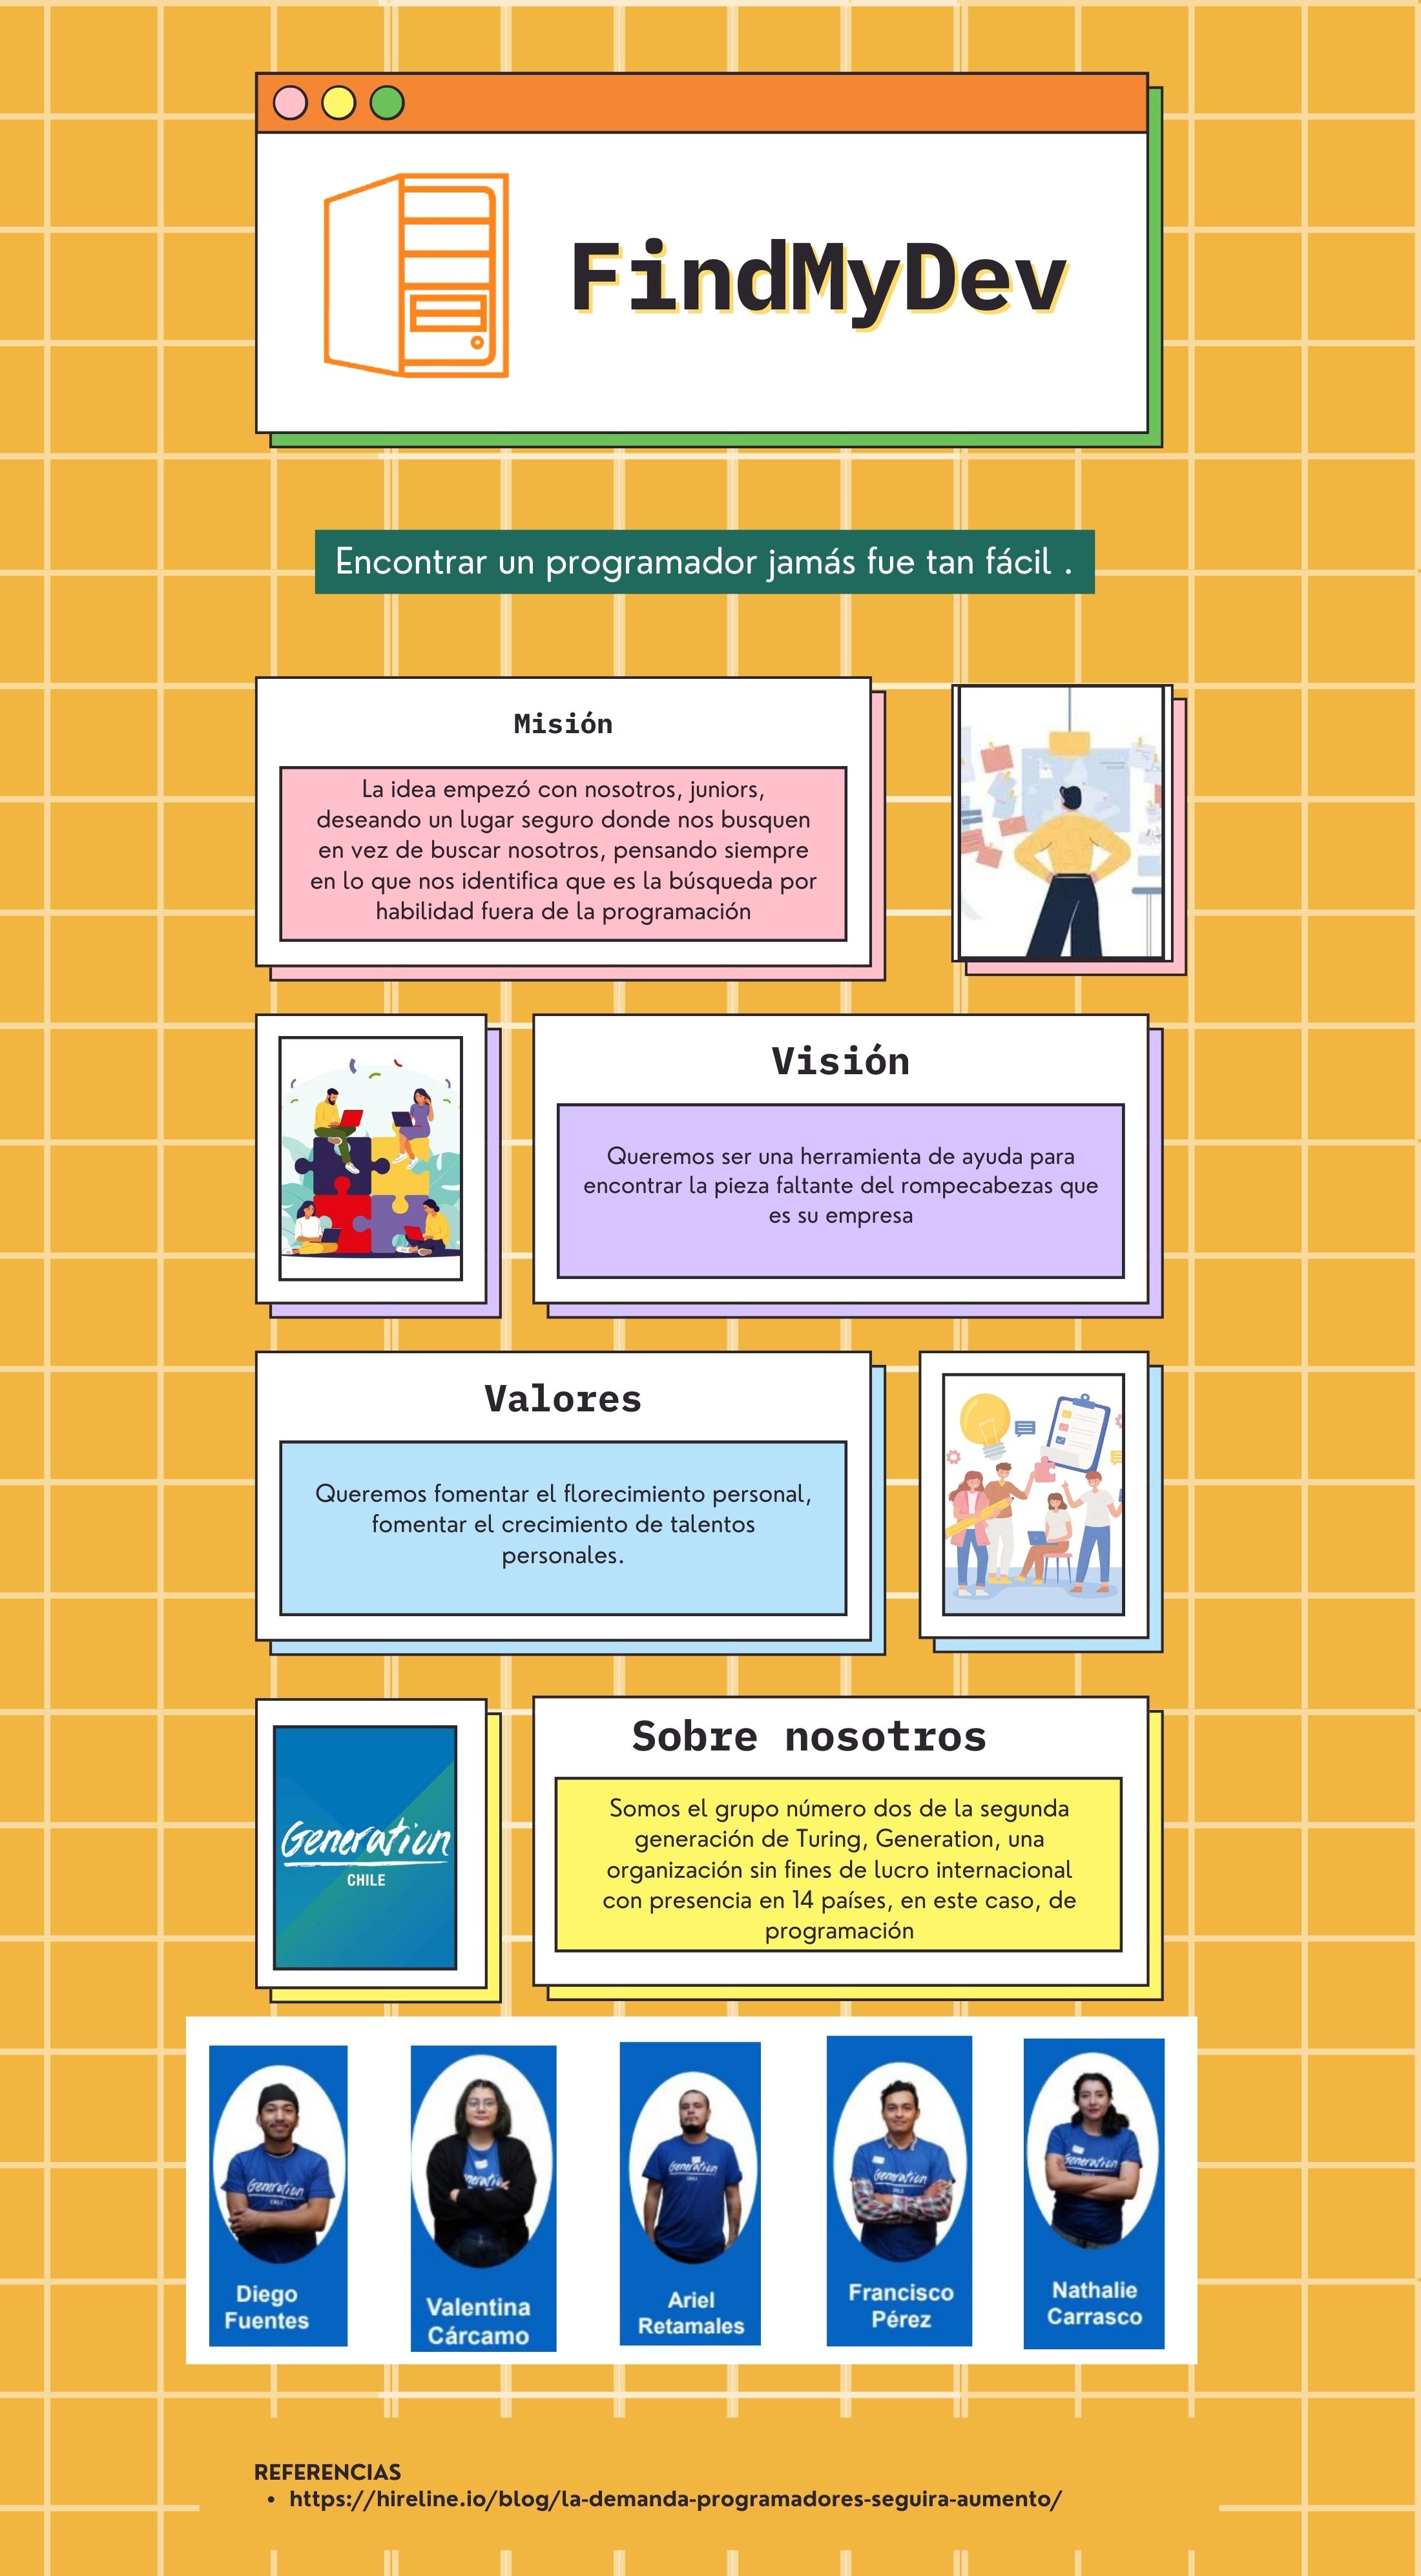 FindMyDev
Encontrar un programador jamás fue tan fácil .
Misión
La idea empezó con nosotros, juniors,
deseando un lugar seguro donde nos busquen
en vez de buscar nosotros, pensando siempre
en lo que nos identifica que es la búsqueda por
habilidad fuera de la programación
Visión
Queremos ser una herramienta de ayuda para
encontrar la pieza faltante del rompecabezas que
es su empresa
Valores
Queremos fomentar el florecimiento personal,
fomentar el crecimiento de talentos
personales.
Generation
CHILE
Sobre nosotros
Somos el grupo número dos de la segunda
generación de Turing, Generation, una
organización sin fines de lucro internacional
con presencia en 14 países, en este caso, de
programación
Generation
CHILE
Generation
Generation
Generation
Diego
Fuentes
Valentina
Cárcamo
Ariel
Retamales
Francisco
Pérez
Nathalie
Carrasco
REFERENCIAS
• https://hireline.io/blog/la-demanda-programadores-seguira-aumento/